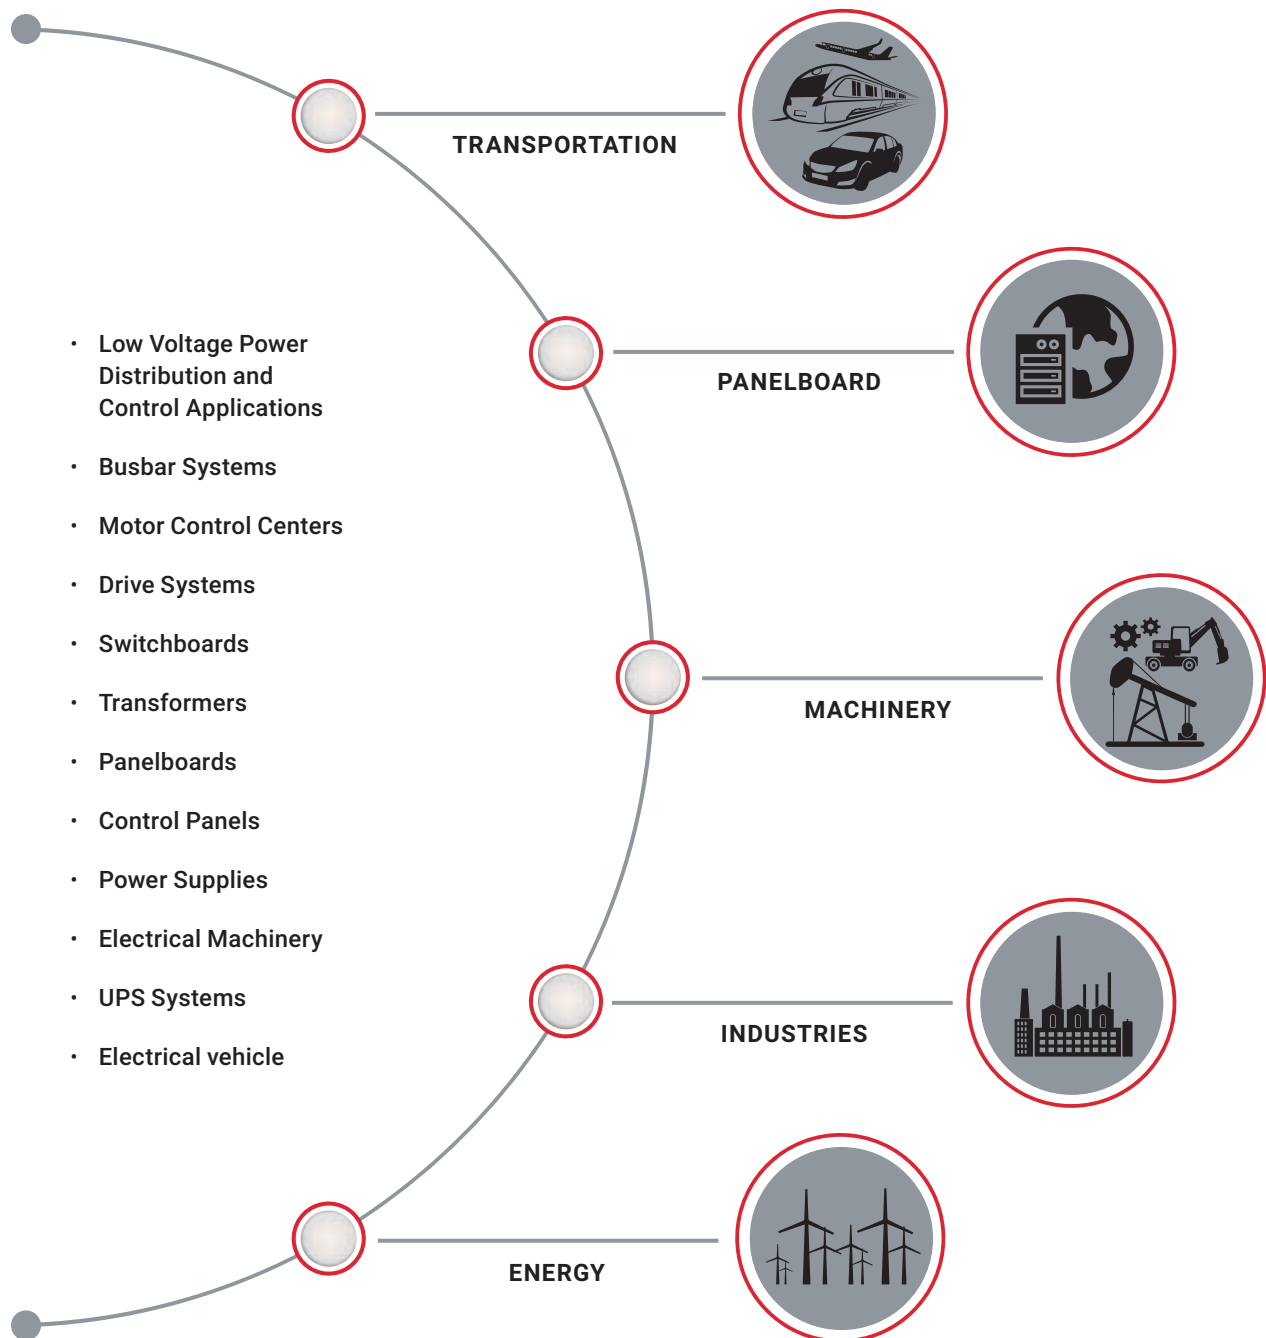 TRANSPORTATION
PANELBOARD
· Low Voltage Power
Distribution and
Control Applications
· Busbar Systems
· Motor Control Centers
· Drive Systems
· Switchboards
· Transformers
· Panelboards
· Control Panels
· Power Supplies
· Electrical Machinery
· UPS Systems
· Electrical vehicle
MACHINERY
INDUSTRIES
ENERGY